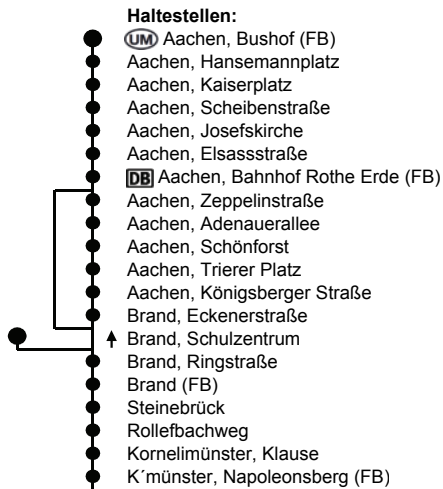 Haltestellen:
UM Aachen, Bushof (FB)
Aachen, Hansemannplatz
Aachen, Kaiserplatz
Aachen, Scheibenstraße
Aachen, Josefskirche
Aachen, Elsassstraße
DB Aachen, Bahnhof Rothe Erde (FB)
Aachen, Zeppelinstraße
Aachen, Adenauerallee
Aachen, Schönforst
Aachen, Trierer Platz
Aachen, Königsberger Straße
Brand, Eckenerstraße
Brand, Schulzentrum
Brand, Ringstraße
Brand (FB)
Steinebrück
Rollefbachweg
Kornelimünster, Klause
K´münster, Napoleonsberg (FB)